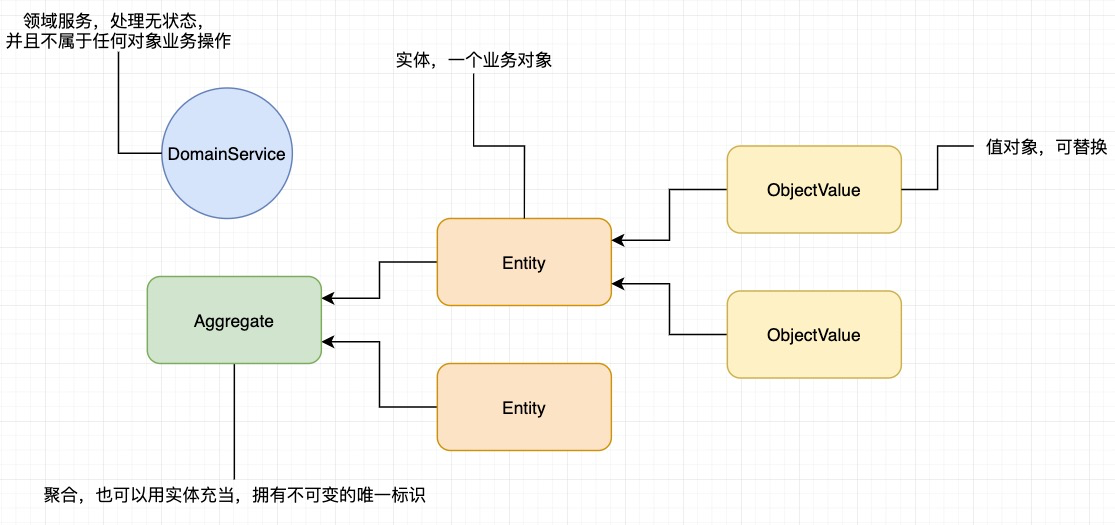 领域服务，处理无状态，
并且不属于任何对象业务操作
实体，一个业务对象
DomainService
值对象，可替换
ObjectValue
Entity
Aggregate
ObjectValue
Entity
聚合，也可以用实体充当，拥有不可变的唯一标识